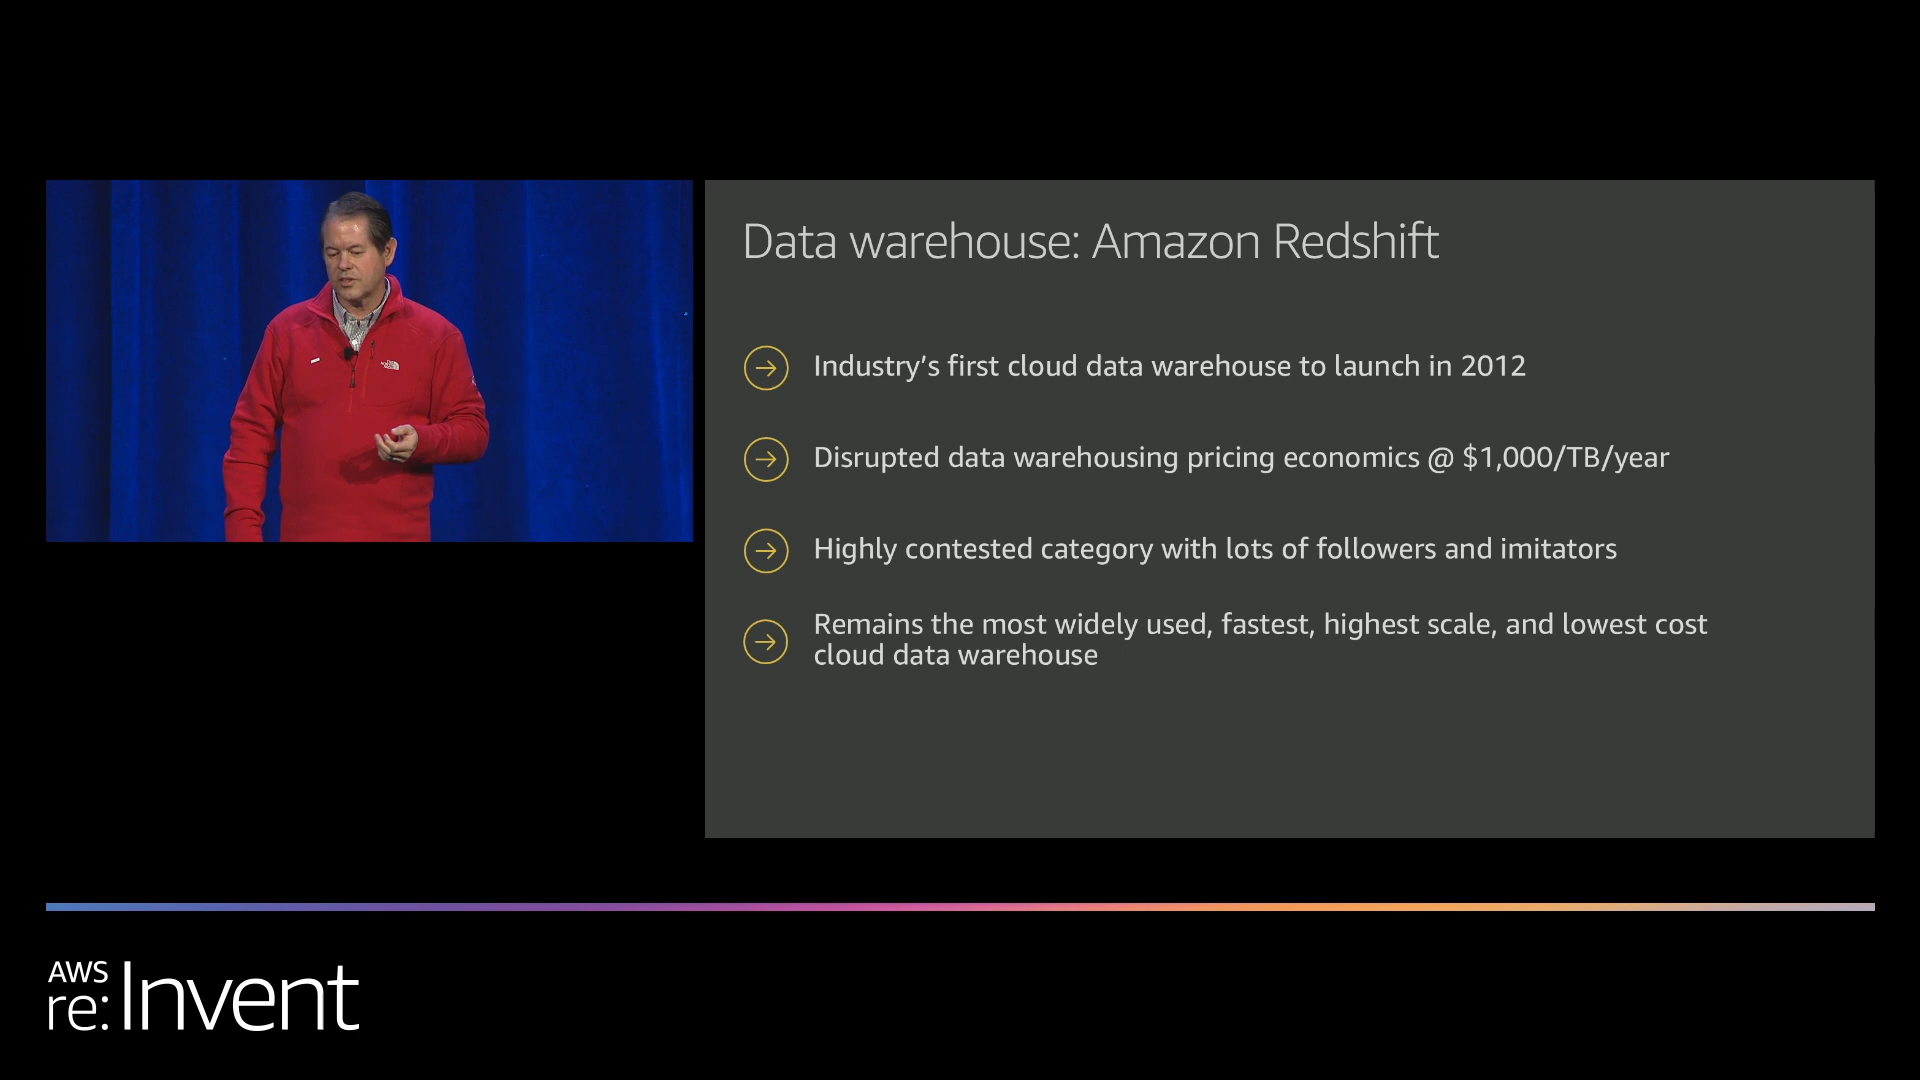 Data warehouse: Amazon Redshift
Industry's first cloud data warehouse to launch in 2012
Disrupted data warehousing pricing economics @ $1,000/TB/year
Highly contested category with lots of followers and imitators
Remains the most widely used, fastest, highest scale, and lowest cost
cloud data warehouse
AWS
re:Invent